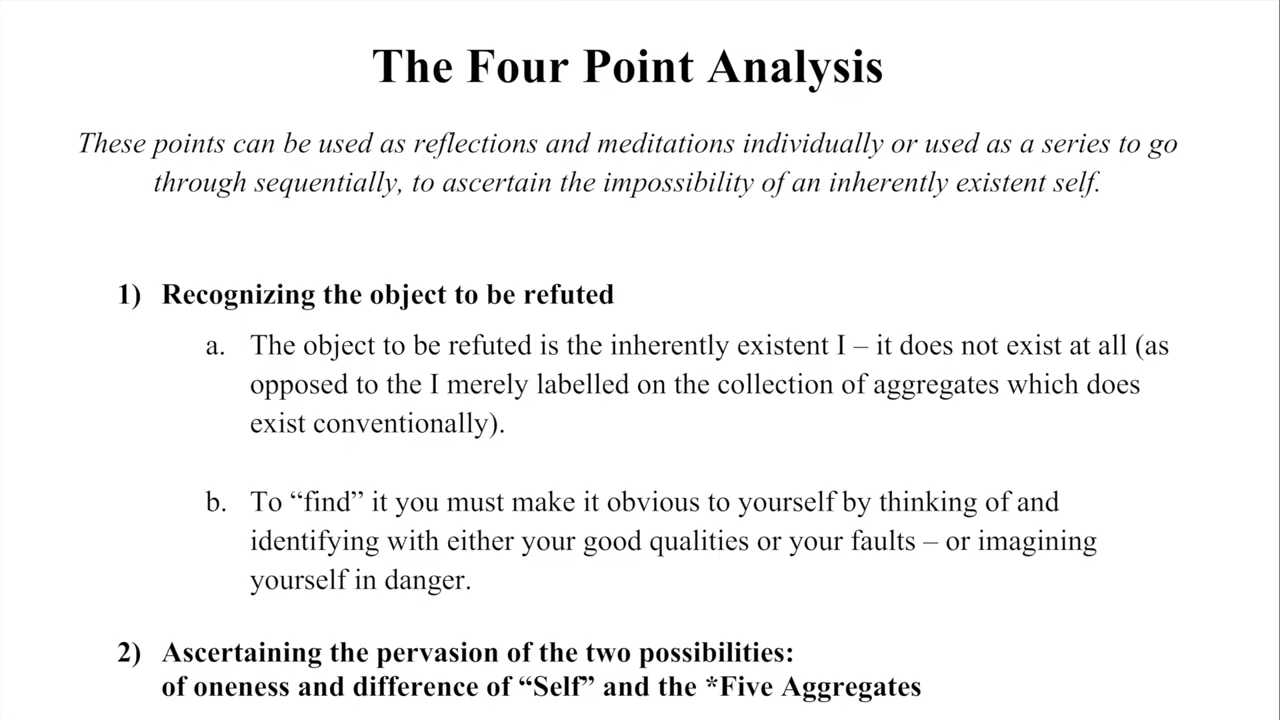 The Four Point Analysis
These points can be used as reflections and meditations individually or used as a series to go
through sequentially, to ascertain the impossibility of an inherently existent self.
1) Recognizing the object to be refuted
a. The object to be refuted is the inherently existent I – it does not exist at all (as
opposed to the I merely labelled on the collection of aggregates which does
exist conventionally).
b. To “find” it you must make it obvious to yourself by thinking of and
identifying with either your good qualities or your faults – or imagining
yourself in danger.
2) Ascertaining the pervasion of the two possibilities:
of oneness and difference of “Self” and the *Five Aggregates